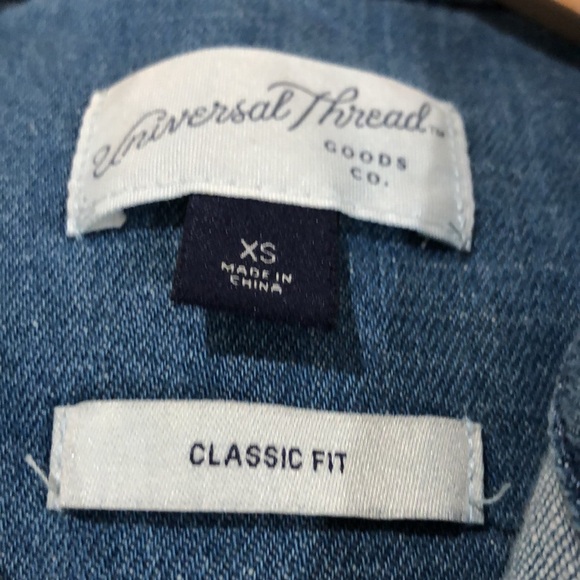 Universal Thread™
GOODS
CO.
XS
MADE IN
CHINA
CLASSIC FIT